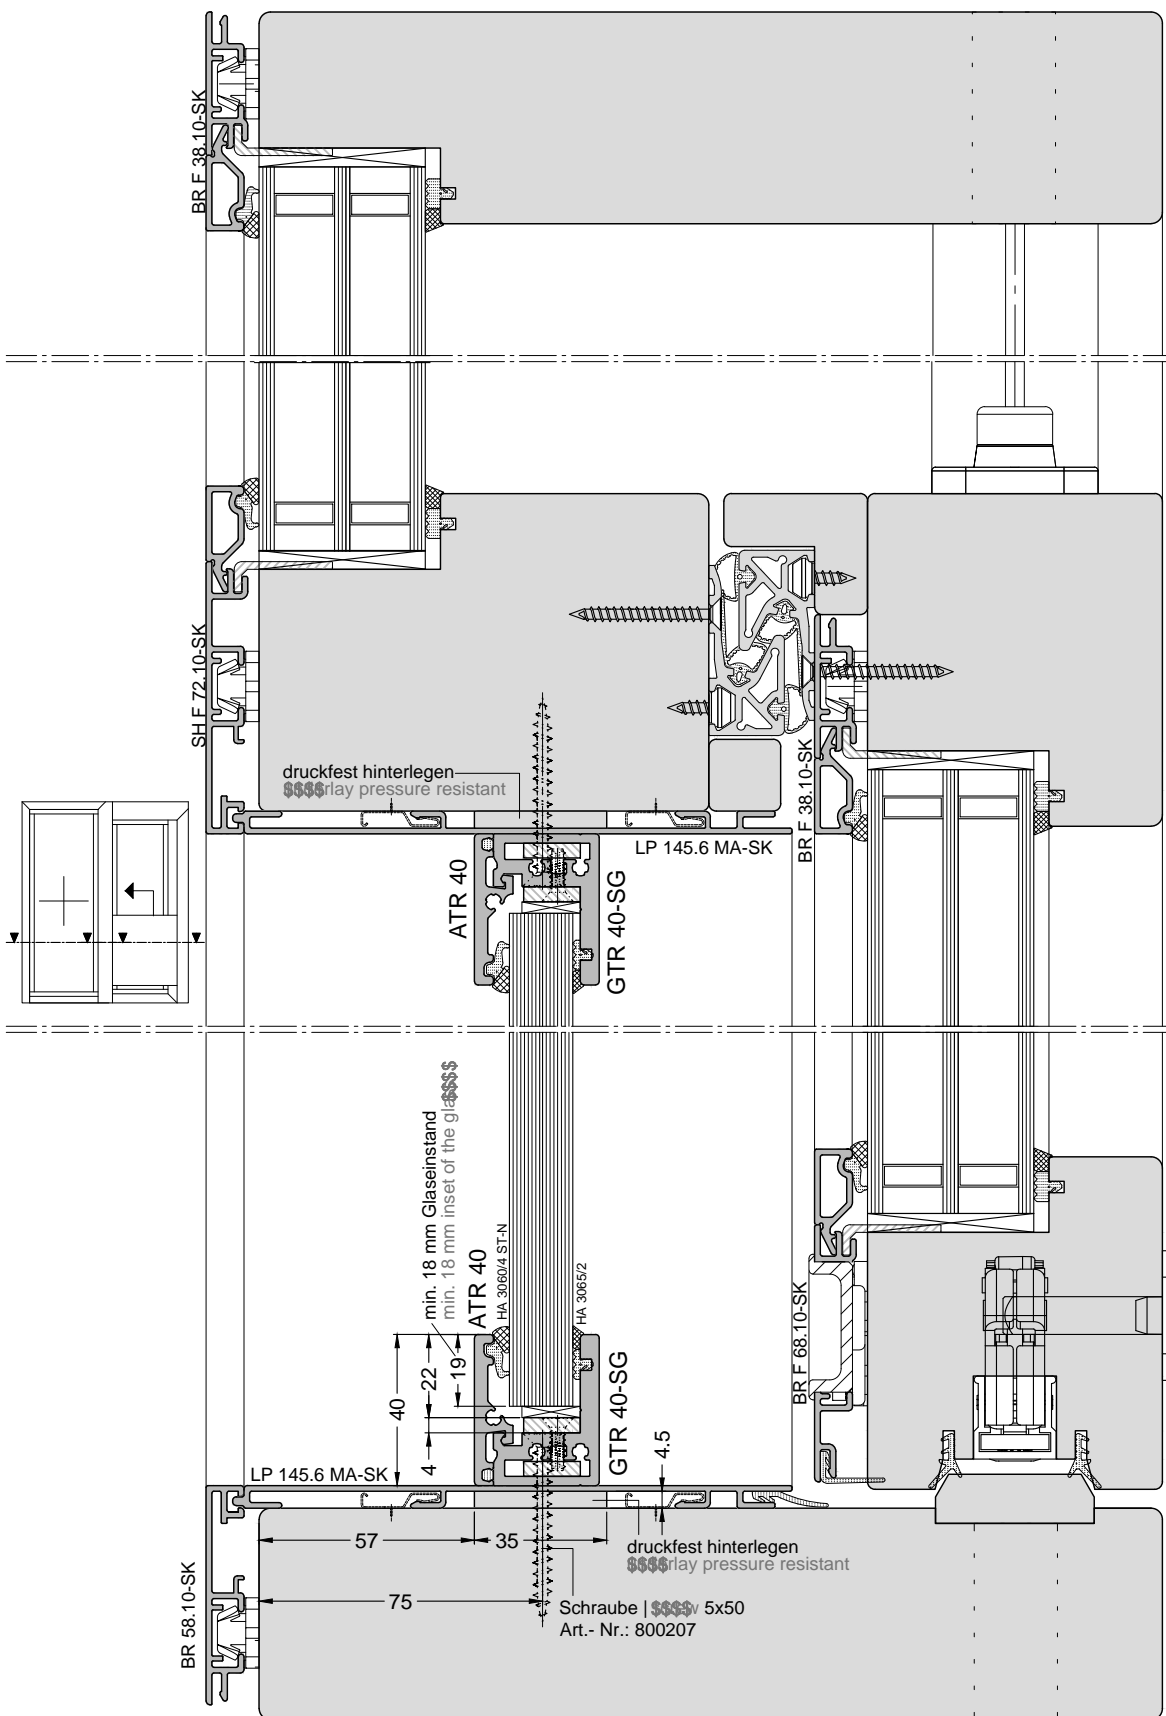 BR F 38.10-SK
SH F 72.10-SK
druckfest hinterlegen
$$$$rlay pressure resistant
LP 145.6 MA-SK
BR F 38.10-SK
ATR 40
GTR 40-SG
min. 18 mm Glaseinstand
min. 18 mm inset of the gla$$$$
ATR 40
HA 3060/4 ST-N
HA 3065/2
BR F 68.10-SK
40
22
19
4
GTR 40-SG
4.5
LP 145.6 MA-SK
57
35
druckfest hinterlegen
$$$$rlay pressure resistant
75
Schraube | $$$$w 5x50
Art.- Nr.: 800207
BR 58.10-SK